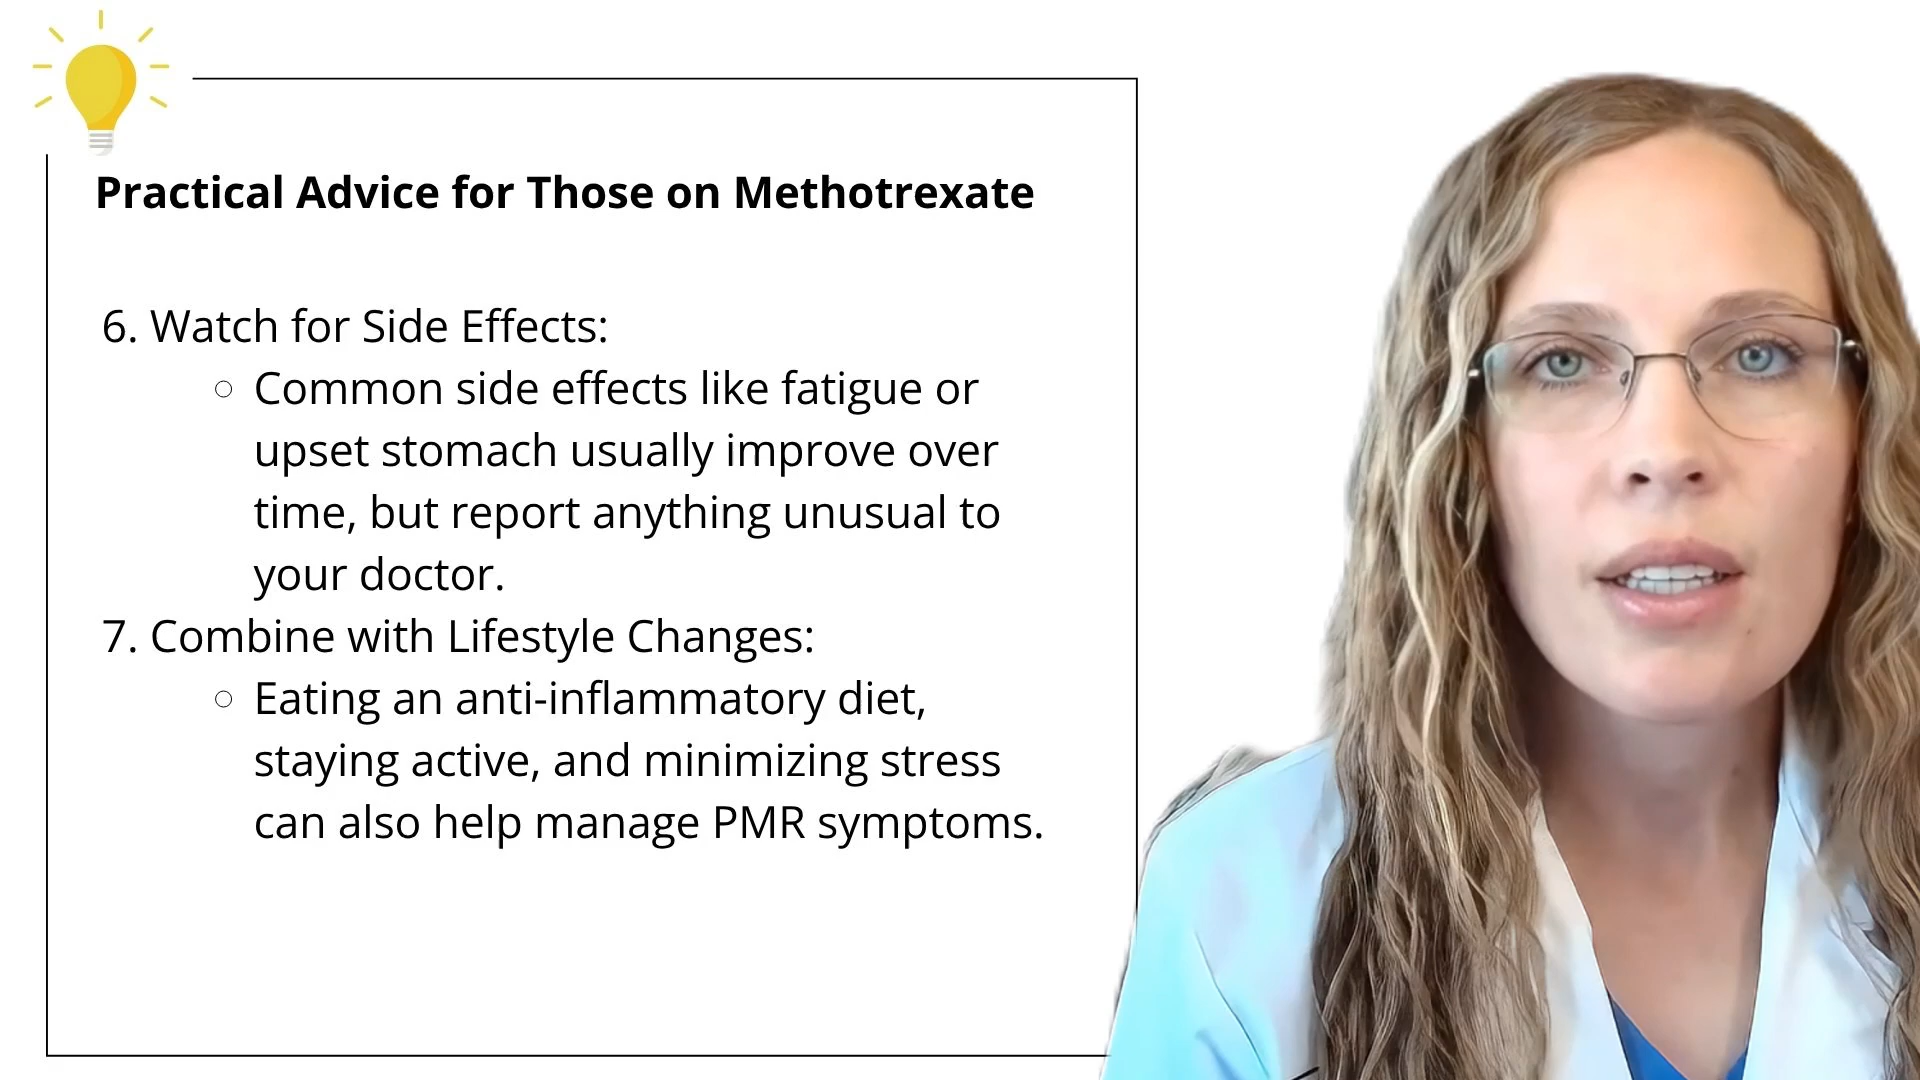 Practical Advice for Those on Methotrexate
6. Watch for Side Effects:
Common side effects like fatigue or
upset stomach usually improve over
time, but report anything unusual to
your doctor.
7. Combine with Lifestyle Changes:
Eating an anti-inflammatory diet,
staying active, and minimizing stress
can also help manage PMR symptoms.